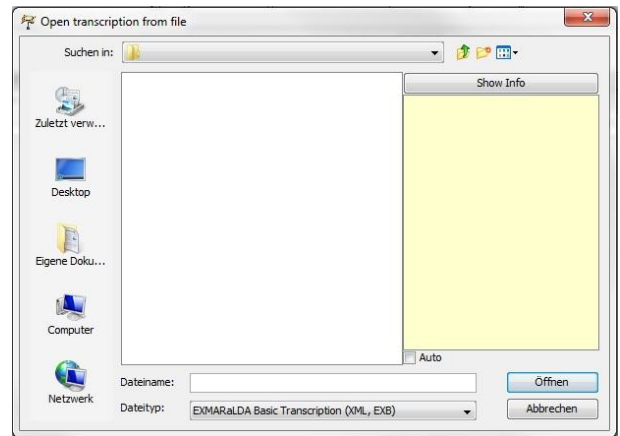 Open transcription from file
Suchen in:
Show Info
Zuletzt verw...
Desktop
Eigene Doku...
Computer
Netzwerk
Auto
Dateiname:
Öffnen
Dateityp: EXMARaLDA Basic Transcription (XML, EXB) Abbrechen